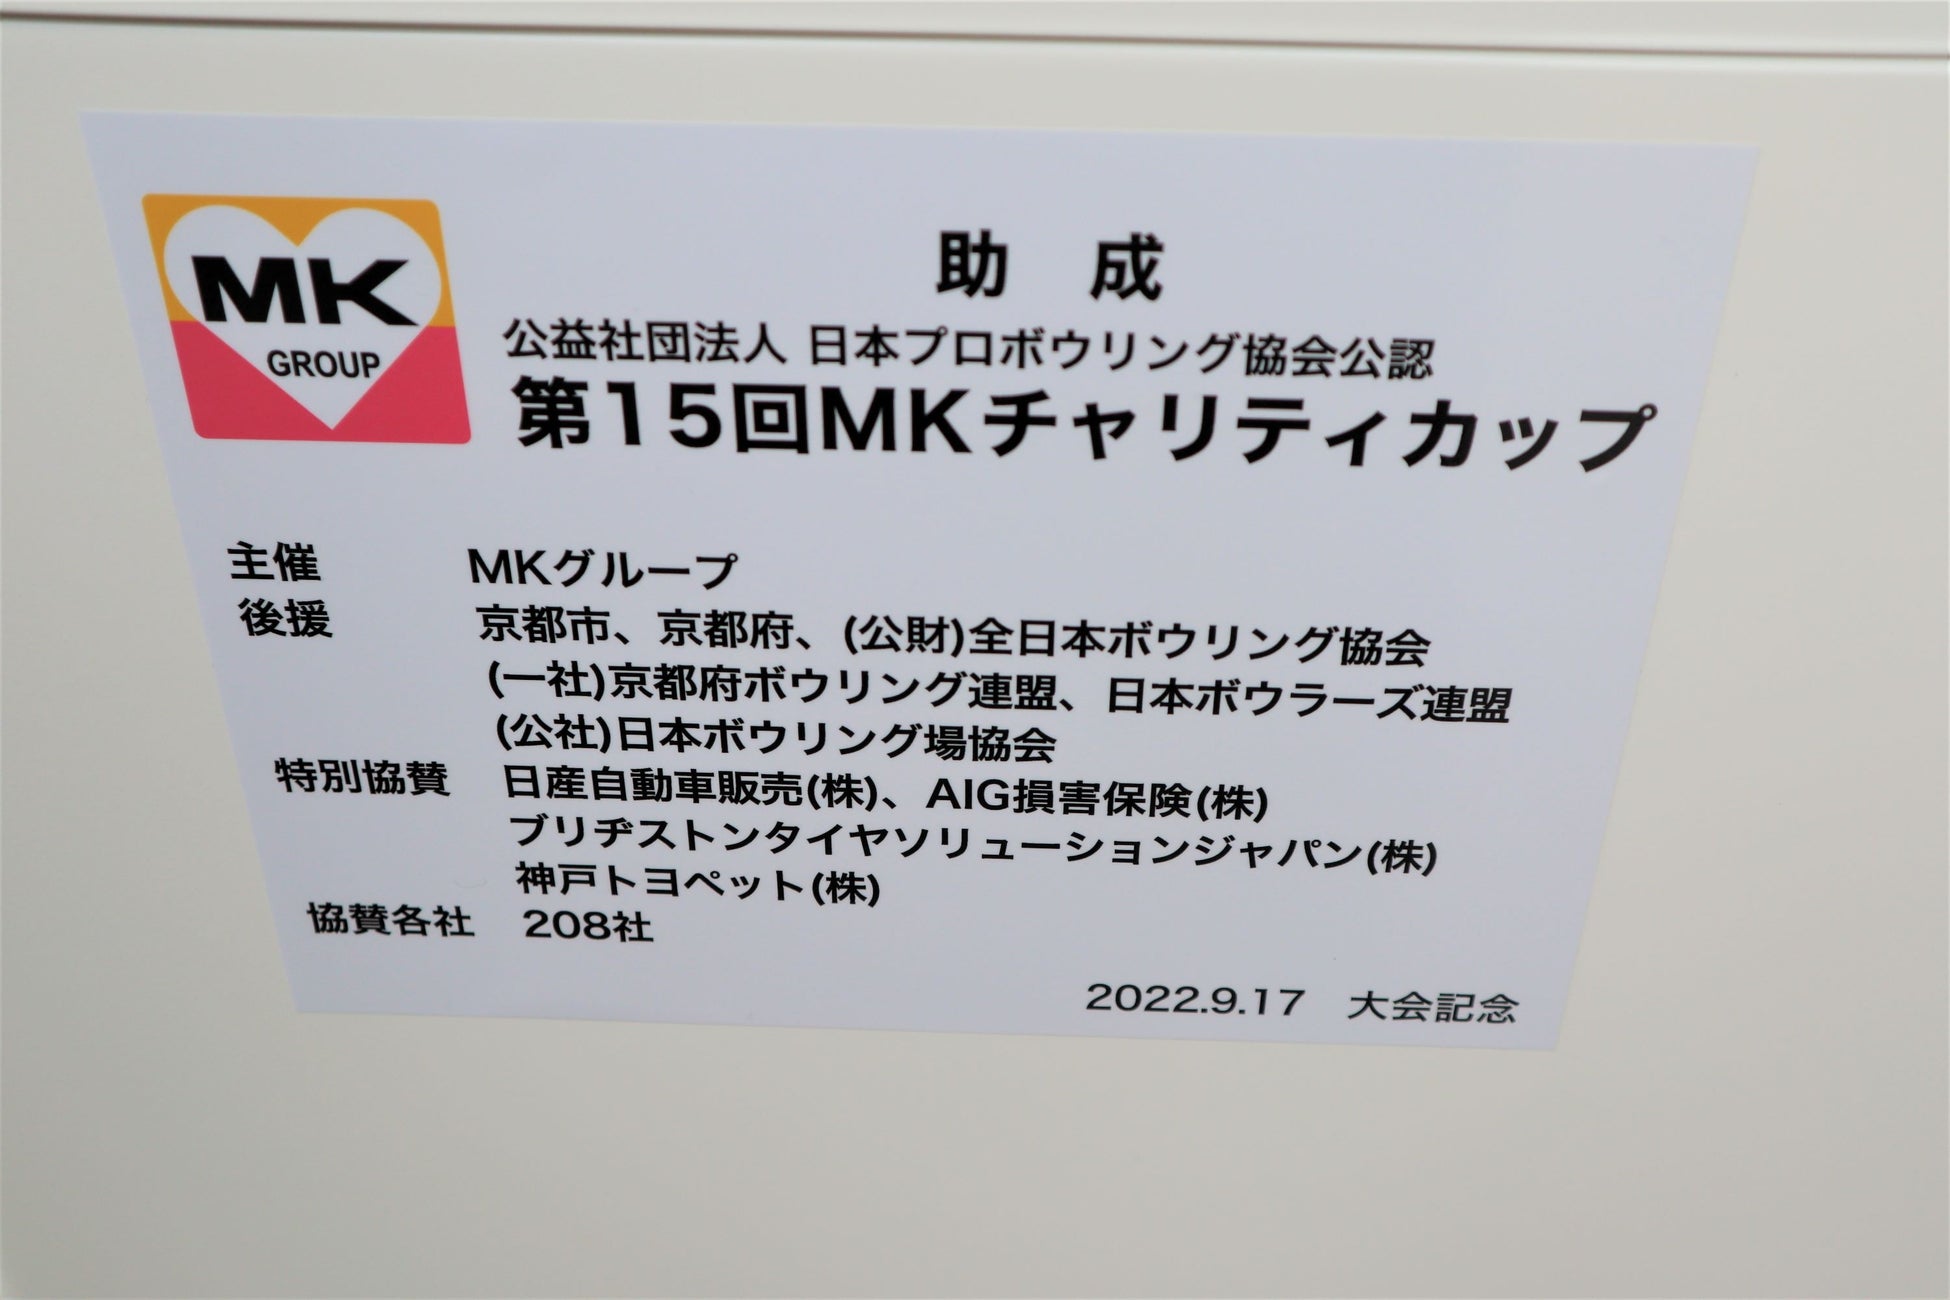 MK
GROUP
助 成
公益社団法人 日本プロボウリング協会公認
第15回MKチャリティカップ
主催 MKグループ
後援 京都市、京都府、(公財)全日本ボウリング協会
(一社)京都府ボウリング連盟、日本ボウラーズ連盟
(公社)日本ボウリング場協会
特別協賛 日産自動車販売(株)、AIG損害保険(株)
ブリヂストンタイヤソリューションジャパン(株)
神戸トヨペット(株)
協賛各社 208社
2022.9.17 大会記念